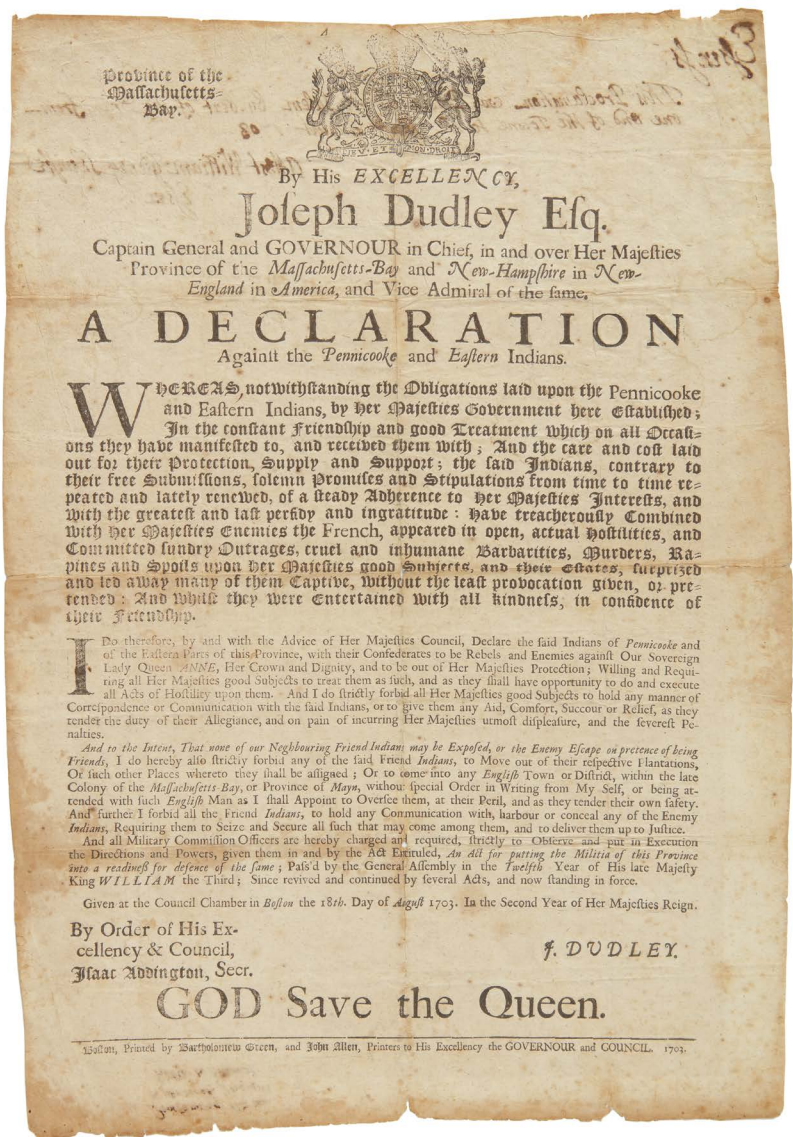 Province of the
Maſſachuſetts=
Bay.
DIEV ET MON DROIT
By His EXCELLENCY,
Joſeph Dudley Eſq.
Captain General and GOVERNOUR in Chief, in and over Her Majeſties
Province of the Maſſachuſetts-Bay and New-Hampſhire in New-
England in America, and Vice Admiral of the ſame.
A DECLARATION
Againſt the Pennicooke and Eaſtern Indians.
WHEREAS, notwithſtanding the Obligations laid upon the Pennicooke
and Eaſtern Indians, by Her Majeſties Government here Eſtabliſhed;
In the conſtant Friendſhip and good Treatment which on all Occaſi=
ons they have manifeſted to, and received them with; And the care and coſt laid
out for their Protection, Supply and Support; the ſaid Indians, contrary to
their free Submiſſions, ſolemn Promiſes and Stipulations from time to time re=
peated and lately renewed, of a ſteady Adherence to Her Majeſties Intereſts, and
with the greateſt and laſt perfidy and ingratitude: Have treacherouſly Combined
with Her Majeſties Enemies the French, appeared in open, actual Hoſtilities, and
Committed ſundry Outrages, cruel and inhumane Barbarities, Murders, Ra=
pines and Spoils upon Her Majeſties good Subjects, and their Eſtates, ſurprized
and led away many of them Captive, without the leaſt provocation given, or pre=
tended: And whilſt they were Entertained with all kindneſs, in confidence of
their Friendſhip.
I Do therefore, by and with the Advice of Her Majeſties Council, Declare the ſaid Indians of Pennicooke and
of the Eaſtern Parts of this Province, with their Confederates to be Rebels and Enemies againſt Our Sovereign
Lady Queen ANNE, Her Crown and Dignity, and to be out of Her Majeſties Protection; Willing and Requi-
ring all Her Majeſties good Subjects to treat them as ſuch, and as they ſhall have opportunity to do and execute
all Acts of Hoſtiliey upon them. And I do ſtrictly forbid all Her Majeſties good Subjects to hold any manner of
Correſpondence or Communication with the ſaid Indians, or to give them any Aid, Comfort, Succour or Relief, as they
tender the duty of their Allegiance, and on pain of incurring Her Majeſties utmoſt diſpleaſure, and the ſevereſt Pe-
nalties.
And to the Intent, That none of our Neghbouring Friend Indians may be Expoſed, or the Enemy Eſcape on pretence of being
Friends, I do hereby alſo ſtrictly forbid any of the ſaid Friend Indians, to Move out of their reſpective Plantations,
Or ſuch other Places whereto they ſhall be aſſigned; Or to come into any Engliſh Town or Diſtrict, within the late
Colony of the Maſſachuſetts-Bay, or Province of Mayn, without ſpecial Order in Writing from My Self, or being at-
tended with ſuch Engliſh Man as I ſhall Appoint to Overſee them, at their Peril, and as they tender their own ſafety.
And further I forbid all the Friend Indians, to hold any Communication with, harbour or conceal any of the Enemy
Indians, Requiring them to Seize and Secure all ſuch that may come among them, and to deliver them up to Juſtice.
And all Military Commiſſion Officers are hereby charged and required, ſtrictly to Obſerve and put in Execution
the Directions and Powers, given them in and by the Act Entituled, An Act for putting the Militia of this Province
into a readineſs for defence of the ſame; Paſs'd by the General Aſſembly in the Twelfth Year of His late Majeſty
King WILLIAM the Third; Since revived and continued by ſeveral Acts, and now ſtanding in force.
Given at the Council Chamber in Boſton the 18th. Day of Auguſt 1703. In the Second Year of Her Majeſties Reign.
By Order of His Ex-
cellency & Council,
Iſaac Addington, Secr.
J. DUDLEY.
GOD Save the Queen.
Boſton, Printed by Bartholomew Green, and John Allen, Printers to His Excellency the GOVERNOUR and COUNCIL. 1703.